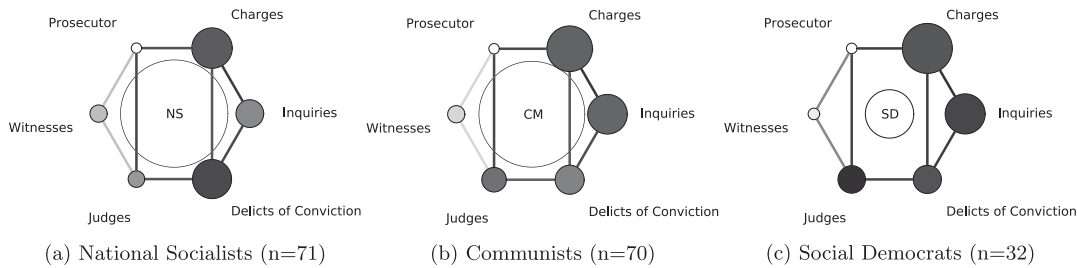 Prosecutor
Charges
NS
Witnesses
Inquiries
Judges
Delicts of Conviction
(a) National Socialists (n=71)
Prosecutor
Charges
CM
Witnesses
Inquiries
Judges
Delicts of Conviction
(b) Communists (n=70)
Prosecutor
Charges
SD
Witnesses
Inquiries
Judges
Delicts of Conviction
(c) Social Democrats (n=32)